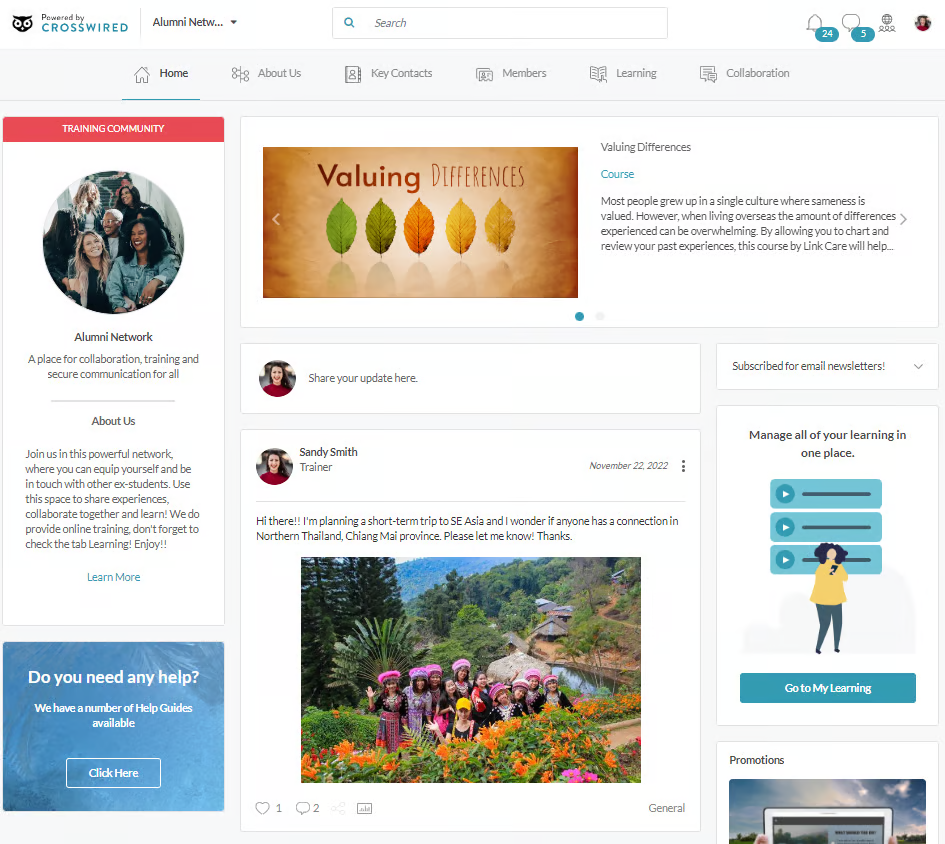 Powered by
CROSSWIRED
Alumni Netw...
Search
24
5
Home
About Us
Key Contacts
Members
Learning
Collaboration
TRAINING COMMUNITY
Alumni Network
A place for collaboration, training and
secure communication for all
About Us
Join us in this powerful network,
where you can equip yourself and be
in touch with other ex-students. Use
this space to share experiences,
collaborate together and learn! We do
provide online training, don't forget to
check the tab Learning! Enjoy!!
Learn More
Do you need any help?
We have a number of Help Guides
available
Click Here
Valuing DIFFERENCES
Valuing Differences
Course
Most people grew up in a single culture where sameness is
valued. However, when living overseas the amount of differences
experienced can be overwhelming. By allowing you to chart and
review your past experiences, this course by Link Care will help...
Share your update here.
Sandy Smith
Trainer
November 22, 2022
Hi there!! I'm planning a short-term trip to SE Asia and I wonder if anyone has a connection in
Northern Thailand, Chiang Mai province. Please let me know! Thanks.
1
2
General
Subscribed for email newsletters!
Manage all of your learning in
one place.
Go to My Learning
Promotions